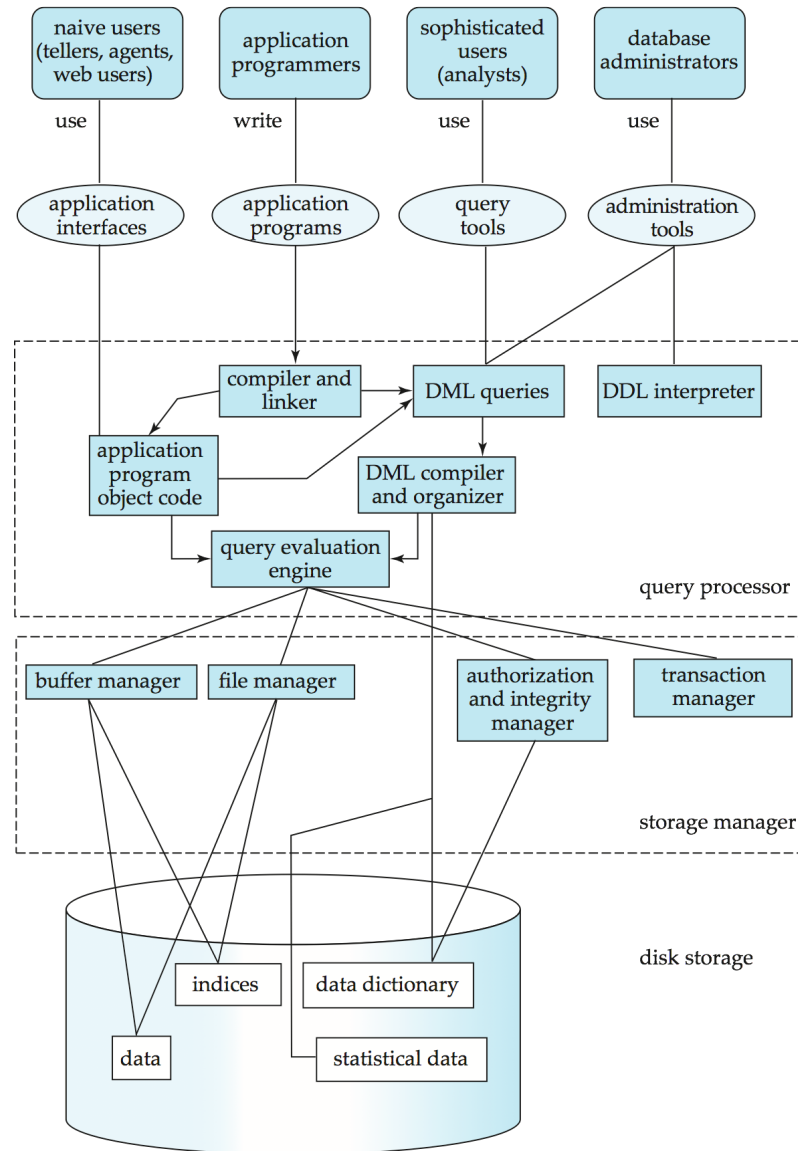 naive users
(tellers, agents,
web users)
application
programmers
sophisticated
users
(analysts)
database
administrators
use
write
use
use
application
interfaces
application
programs
query
tools
administration
tools
compiler and
linker
DML queries
DDL interpreter
application
program
object code
DML compiler
and organizer
query evaluation
engine
query processor
buffer manager
file manager
authorization
and integrity
manager
transaction
manager
storage manager
disk storage
indices
data dictionary
data
statistical data